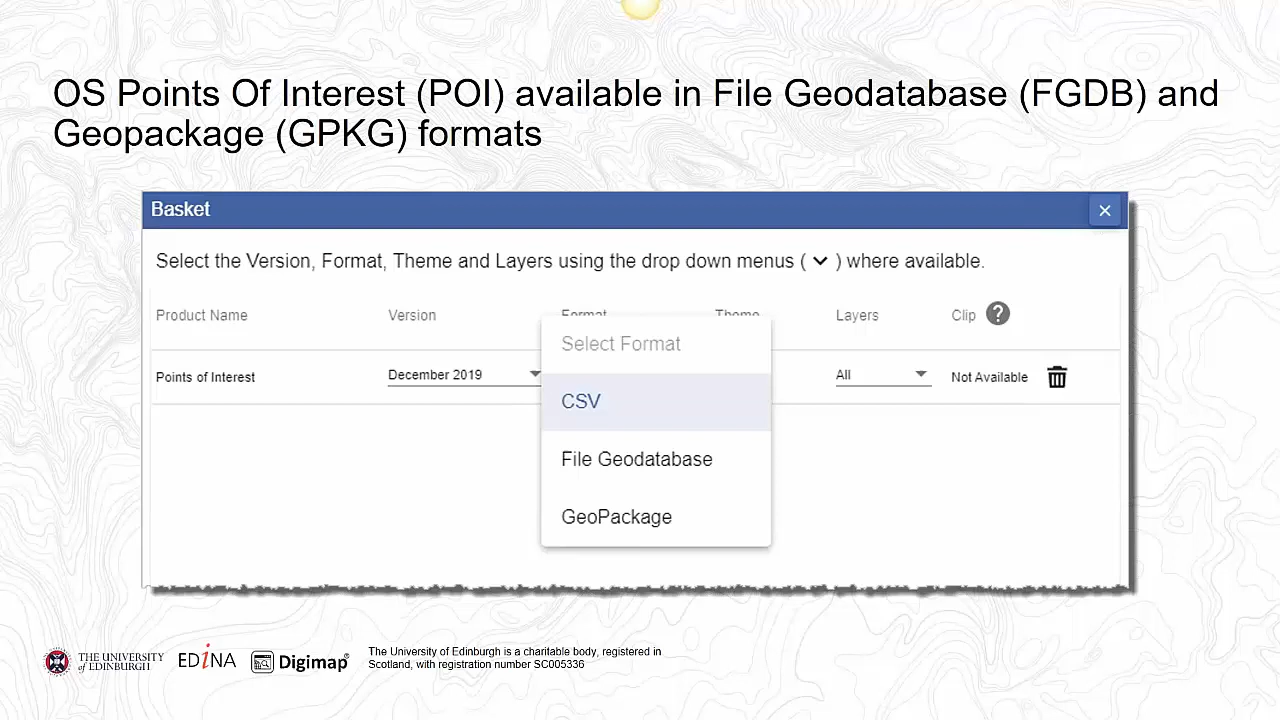 OS Points Of Interest (POI) available in File Geodatabase (FGDB) and
Geopackage (GPKG) formats
Basket
Select the Version, Format, Theme and Layers using the drop down menus ( ) where available.
Product Name Version Format Theme Layers Clip ?
Select Format
Points of Interest December 2019 All Not Available
CSV
File Geodatabase
GeoPackage
THE UNIVERSITY
of EDINBURGH
EDINA
Digimap®
The University of Edinburgh is a charitable body, registered in
Scotland, with registration number SC005336